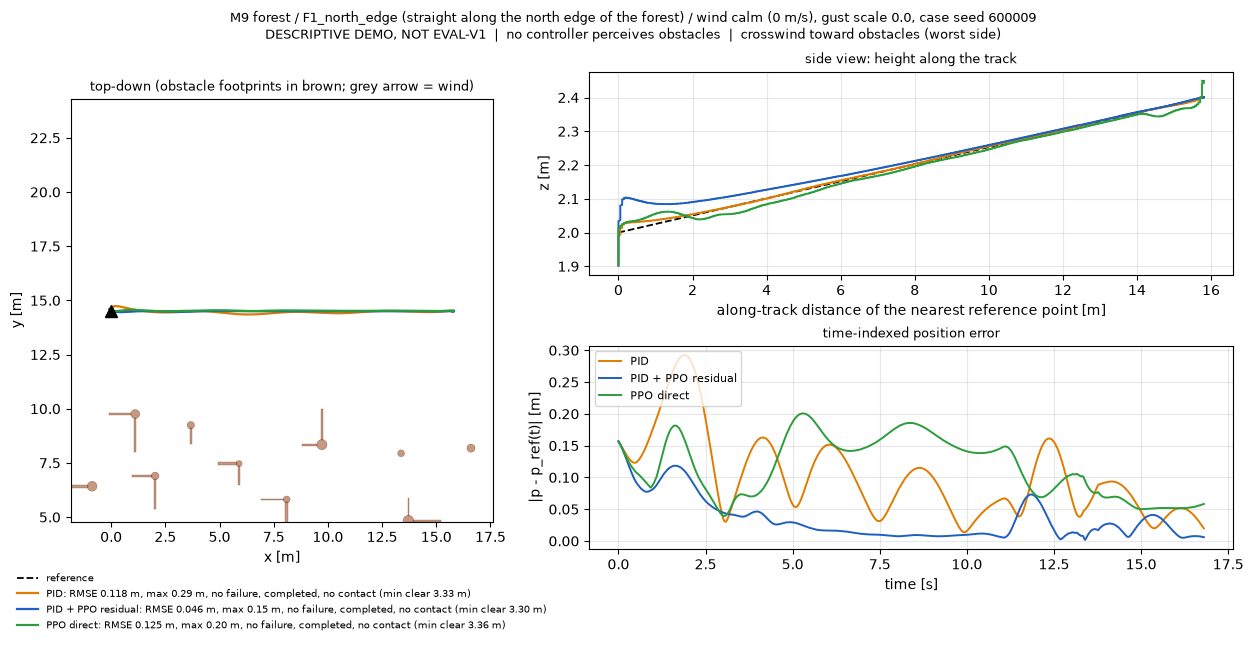 M9 forest / F1_north_edge (straight along the north edge of the forest) / wind calm (0 m/s), gust scale 0.0, case seed 600009
DESCRIPTIVE DEMO, NOT EVAL-V1 | no controller perceives obstacles | crosswind toward obstacles (worst side)
top-down (obstacle footprints in brown; grey arrow = wind)
22.5
20.0
17.5
15.0
12.5
10.0
7.5
5.0
y [m]
0.0 2.5 5.0 7.5 10.0 12.5 15.0 17.5
x [m]
reference
PID: RMSE 0.118 m, max 0.29 m, no failure, completed, no contact (min clear 3.33 m)
PID + PPO residual: RMSE 0.046 m, max 0.15 m, no failure, completed, no contact (min clear 3.30 m)
PPO direct: RMSE 0.125 m, max 0.20 m, no failure, completed, no contact (min clear 3.36 m)
side view: height along the track
2.4
2.3
2.2
2.1
2.0
1.9
z [m]
0 2 4 6 8 10 12 14 16
along-track distance of the nearest reference point [m]
time-indexed position error
0.30
0.25
0.20
0.15
0.10
0.05
0.00
|p - p_ref(t)| [m]
PID
PID + PPO residual
PPO direct
0.0 2.5 5.0 7.5 10.0 12.5 15.0 17.5
time [s]